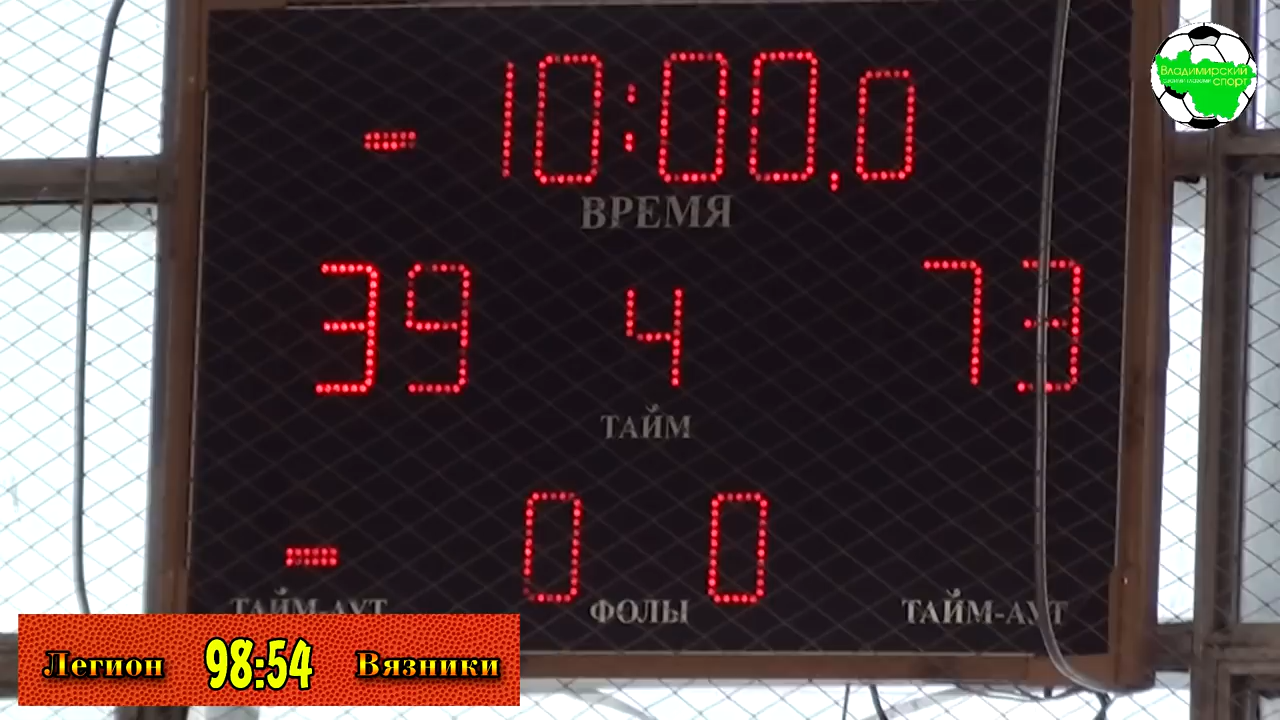 Владимирский
спорт
- 10:00,0
ВРЕМЯ
39 4 73
ТАЙМ
- 0 0
ТАЙМ-АУТ ФОЛЫ ТАЙМ-АУТ
Легион 98:54 Вязники